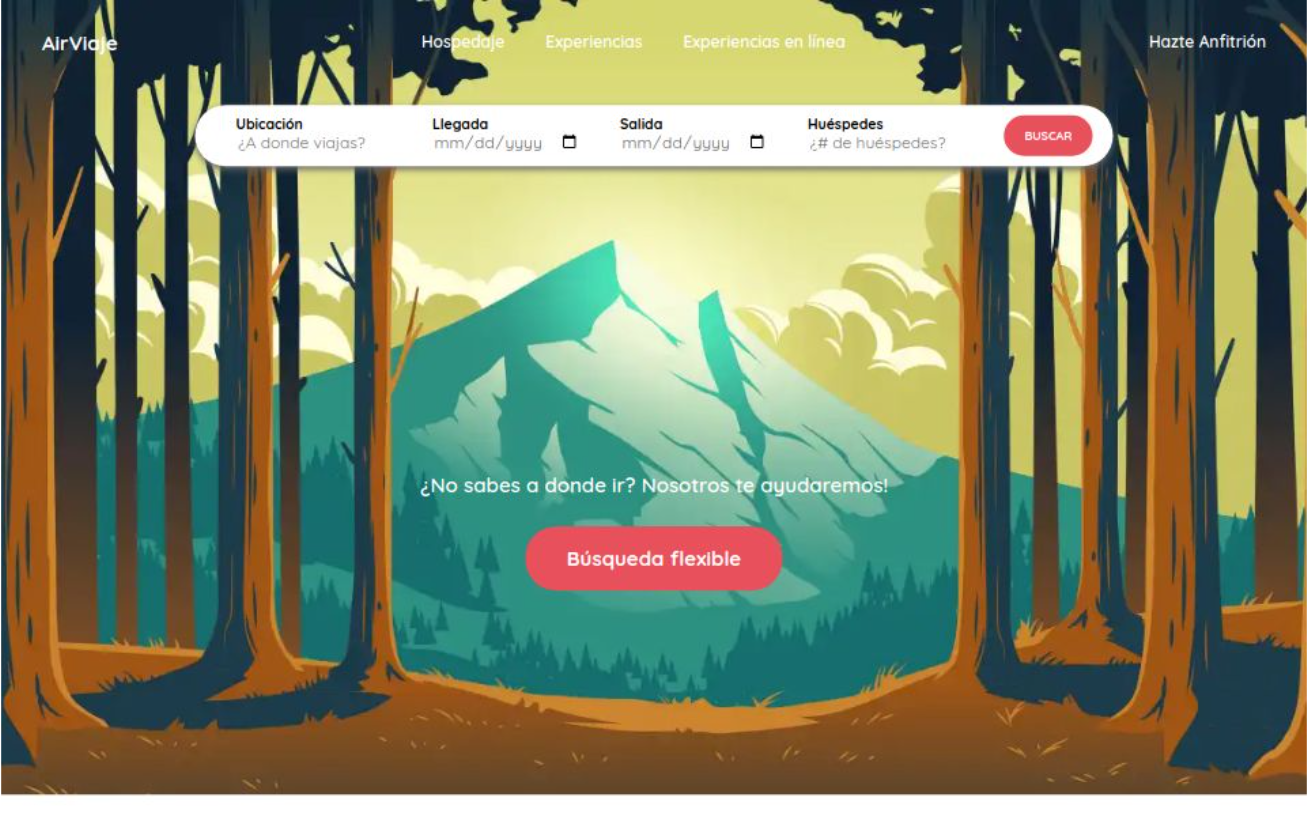 AirViaje
Hospedaje Experiencias Experiencias en línea
Hazte Anfitrión
Ubicación
¿A donde viajas?
Llegada
mm/dd/yyyy
Salida
mm/dd/yyyy
Huéspedes
¿# de huéspedes?
BUSCAR
¿No sabes a donde ir? Nosotros te ayudaremos!
Búsqueda flexible